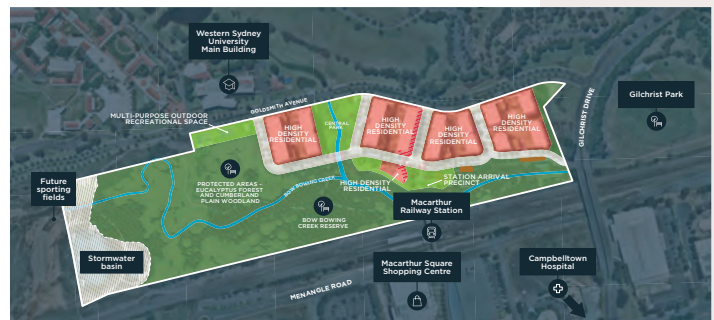 Western Sydney
University
Main Building
Gilchrist Park
GILCHRIST DRIVE
GOLDSMITH AVENUE
MULTI-PURPOSE OUTDOOR
RECREATIONAL SPACE
CENTRAL
PARK
HIGH
DENSITY
RESIDENTIAL
HIGH
DENSITY
RESIDENTIAL
HIGH
DENSITY
RESIDENTIAL
HIGH
DENSITY
RESIDENTIAL
Future
sporting
fields
PROTECTED AREAS -
EUCALYPTUS FOREST
AND CUMBERLAND
PLAIN WOODLAND
BOW BOWING CREEK
HIGH-DENSITY
RESIDENTIAL
STATION ARRIVAL
PRECINCT
BOW BOWING
CREEK RESERVE
Macarthur
Railway Station
Stormwater
basin
Macarthur Square
Shopping Centre
Campbelltown
Hospital
MENANGLE ROAD